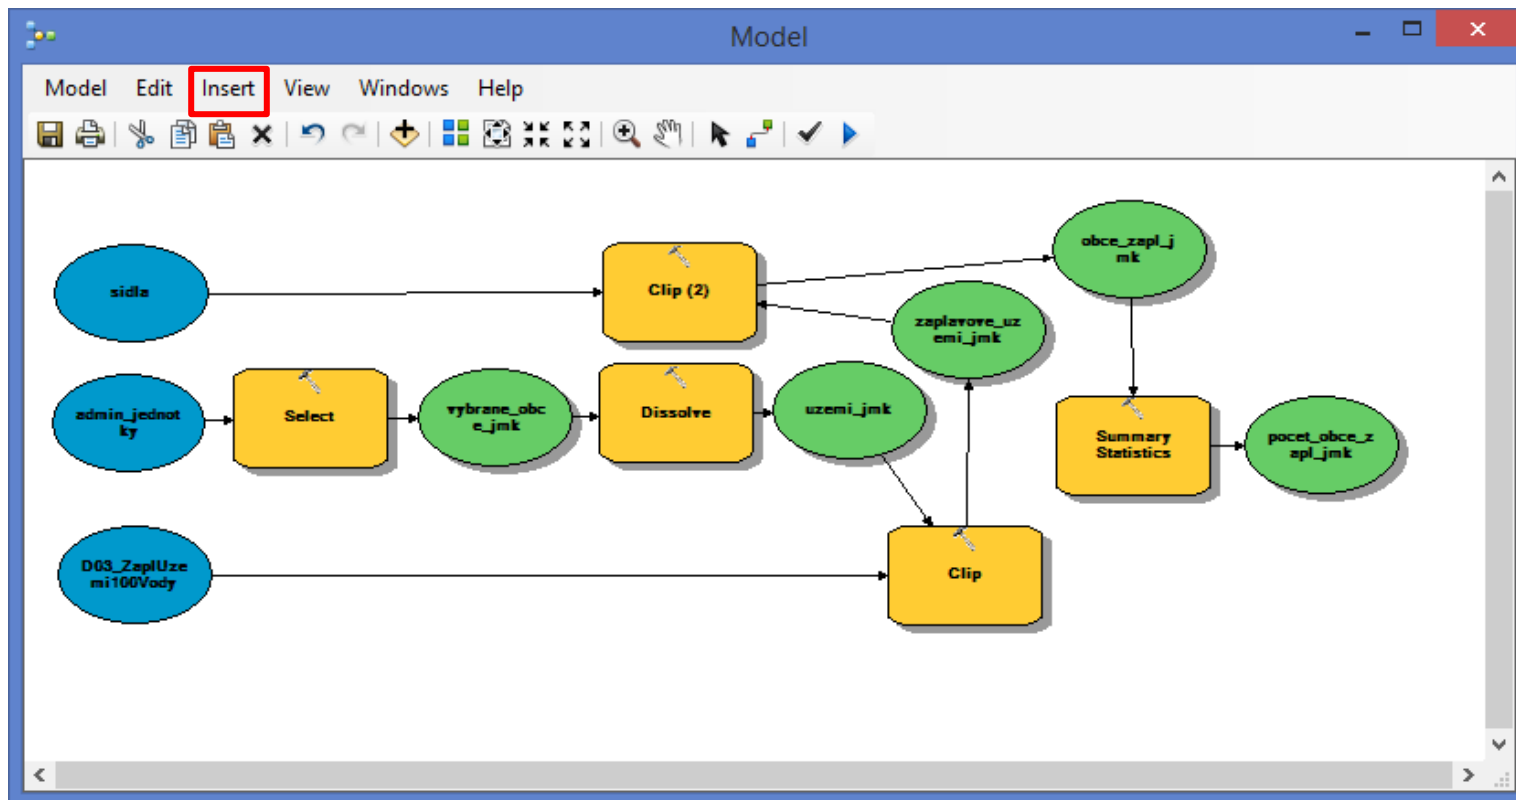 Model
Model Edit Insert View Windows Help
obce_zapl_j
mk
sidla
Clip (2)
zaplavove_uz
emi_jmk
admin_jednot
ky
Select
vybrane_obc
e_jmk
Dissolve
uzemi_jmk
Summary
Statistics
pocet_obce_z
apl_jmk
D03_ZaplUze
mi100Vody
Clip